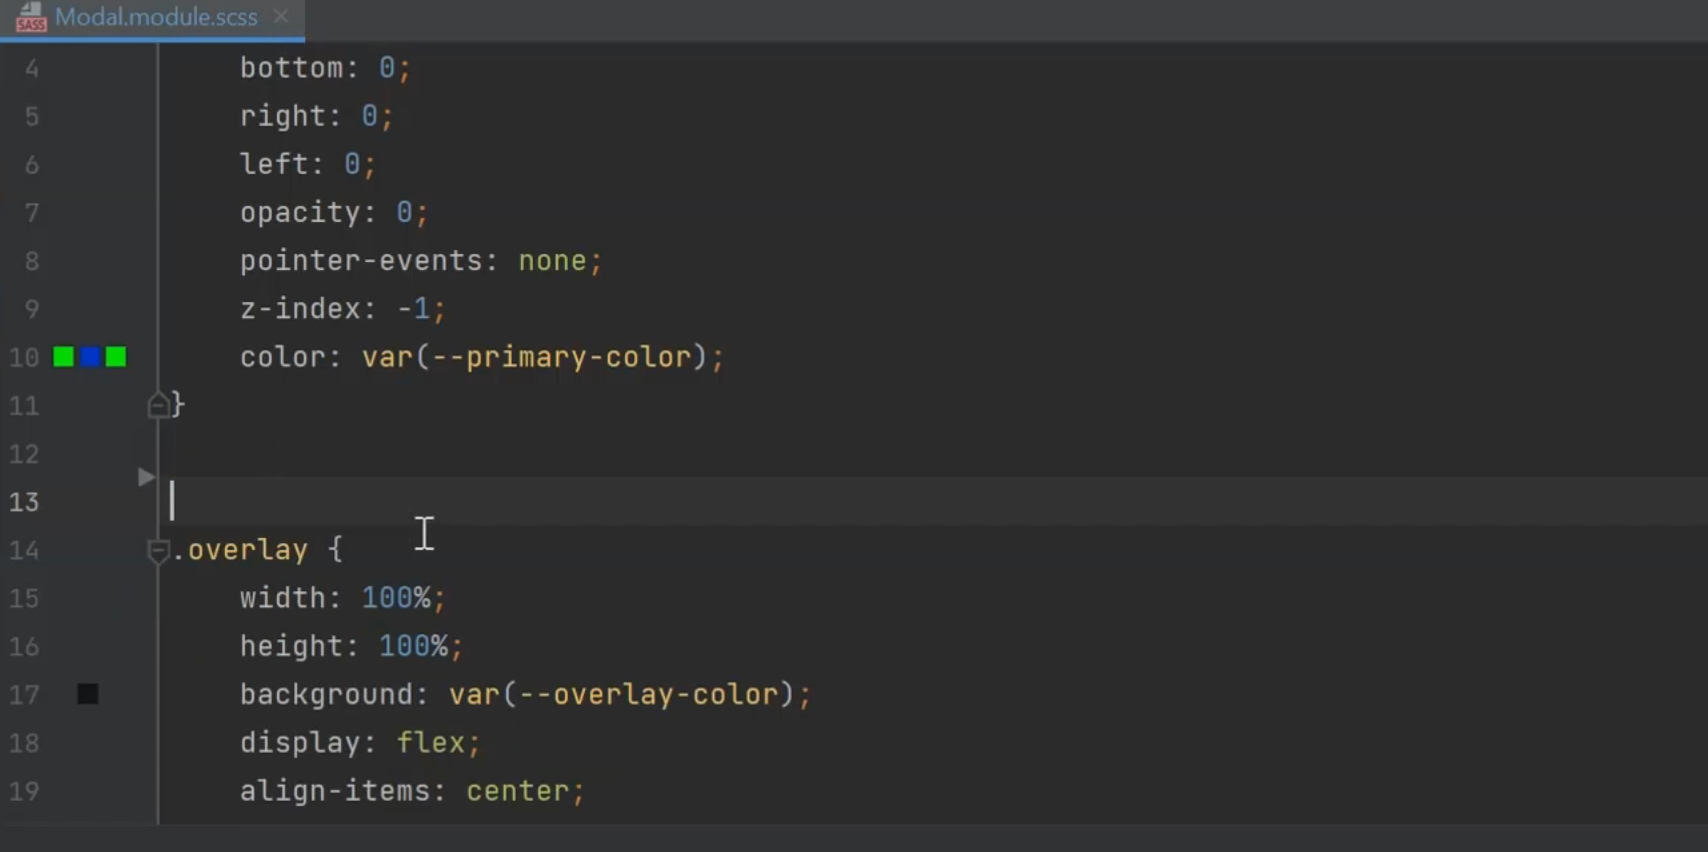 SASS Modal.module.scss
4 bottom: 0;
5 right: 0;
6 left: 0;
7 opacity: 0;
8 pointer-events: none;
9 z-index: -1;
10 color: var(--primary-color);
11 }
12
13
14 .overlay {
15 width: 100%;
16 height: 100%;
17 background: var(--overlay-color);
18 display: flex;
19 align-items: center;